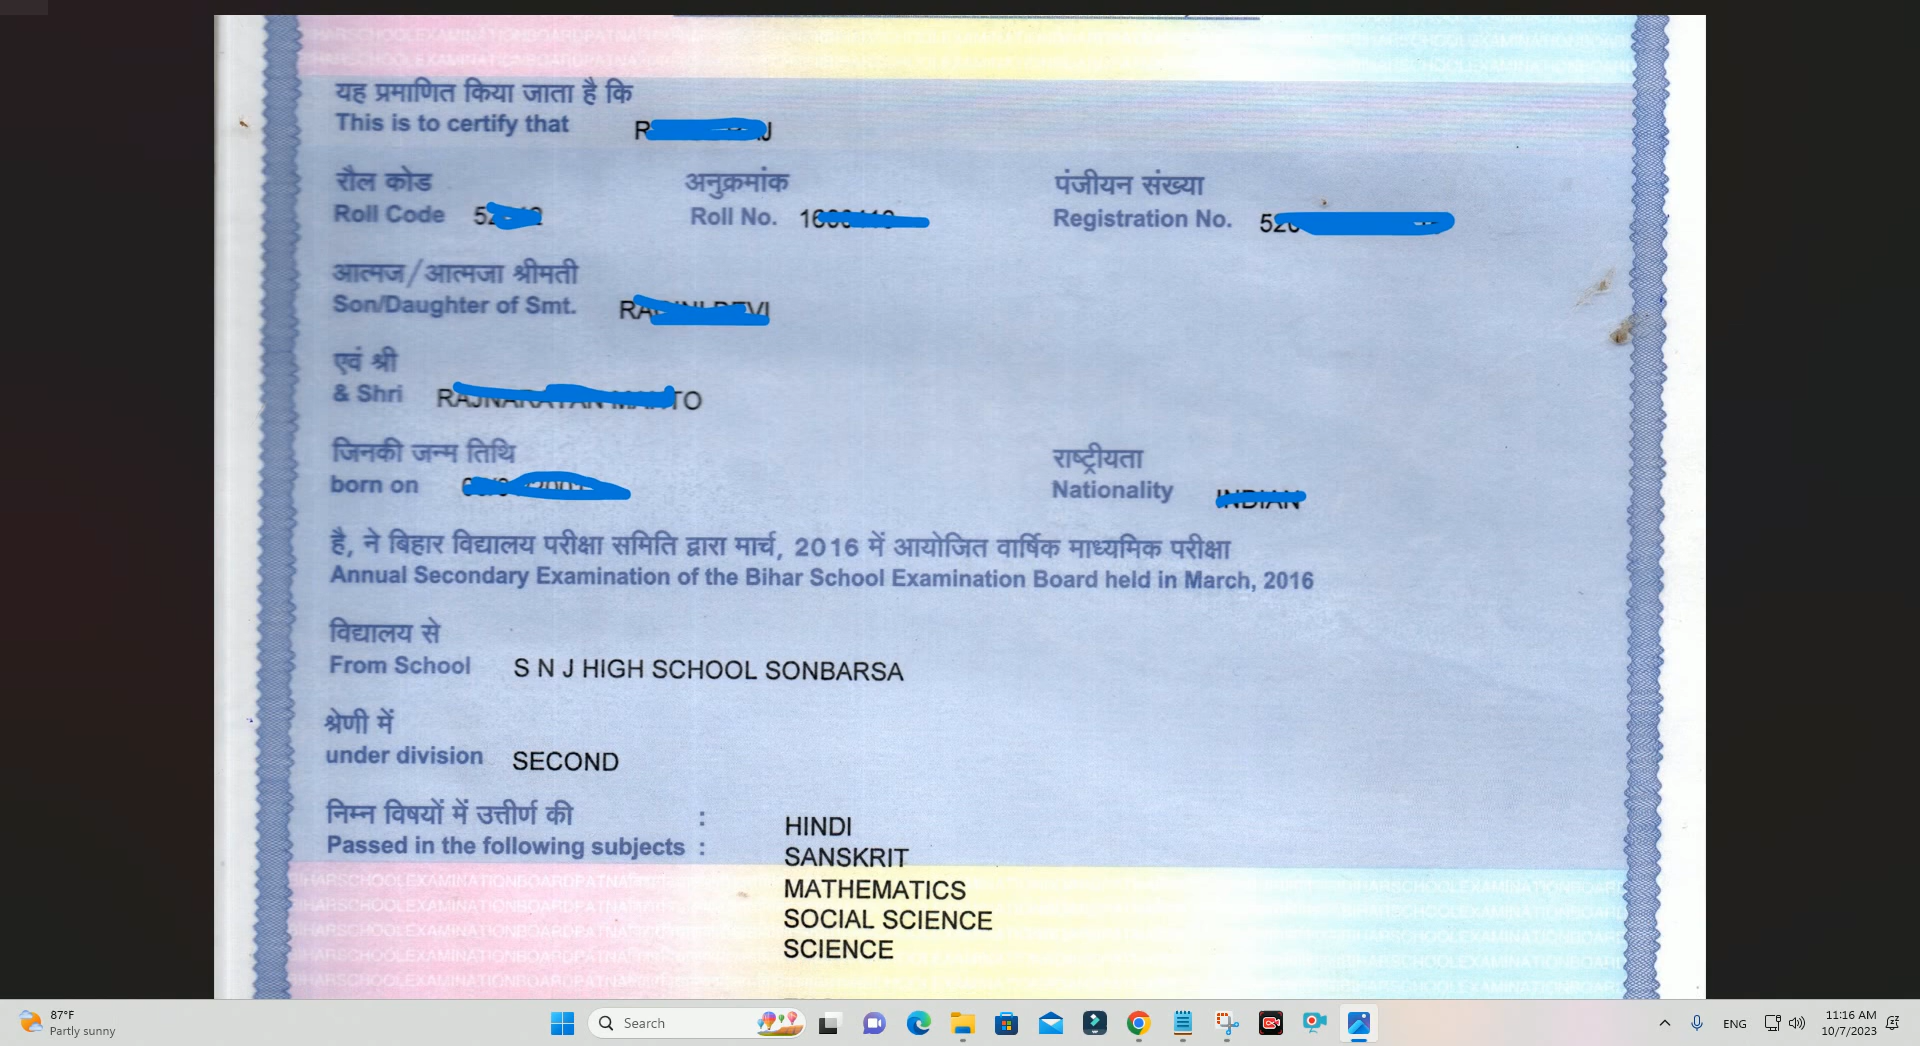 यह प्रमाणित किया जाता है कि
This is to certify that
रौल कोड
अनुक्रमांक
पंजीयन संख्या
Roll Code
Roll No.
Registration No.
आत्मज/आत्मजा श्रीमती
Son/Daughter of Smt.
एवं श्री
& Shri
जिनकी जन्म तिथि
राष्ट्रीयता
born on
Nationality
है, ने बिहार विद्यालय परीक्षा समिति द्वारा मार्च, 2016 में आयोजित वार्षिक माध्यमिक परीक्षा
Annual Secondary Examination of the Bihar School Examination Board held in March, 2016
विद्यालय से
From School S N J HIGH SCHOOL SONBARSA
श्रेणी में
under division SECOND
निम्न विषयों में उत्तीर्ण की :
Passed in the following subjects :
HINDI
SANSKRIT
MATHEMATICS
SOCIAL SCIENCE
SCIENCE
87°F
Partly sunny
Search
ENG
11:16 AM
10/7/2023